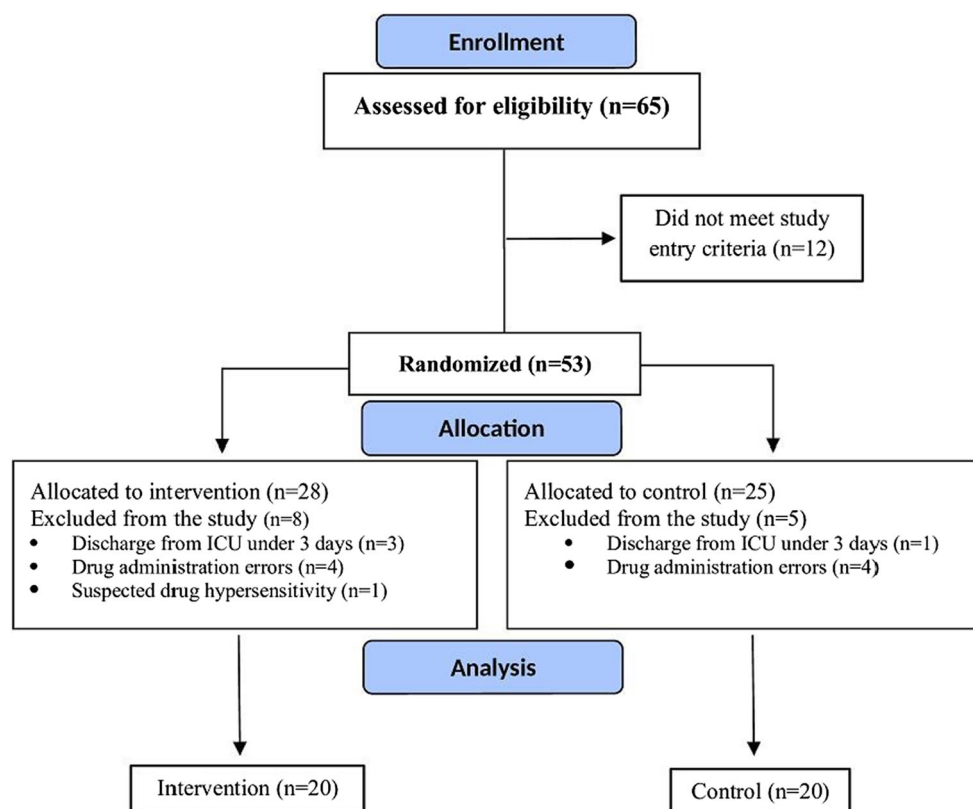 Enrollment
Assessed for eligibility (n=65)
Did not meet study
entry criteria (n=12)
Randomized (n=53)
Allocation
Allocated to intervention (n=28)
Excluded from the study (n=8)
• Discharge from ICU under 3 days (n=3)
• Drug administration errors (n=4)
• Suspected drug hypersensitivity (n=1)
Allocated to control (n=25)
Excluded from the study (n=5)
• Discharge from ICU under 3 days (n=1)
• Drug administration errors (n=4)
Analysis
Intervention (n=20)
Control (n=20)